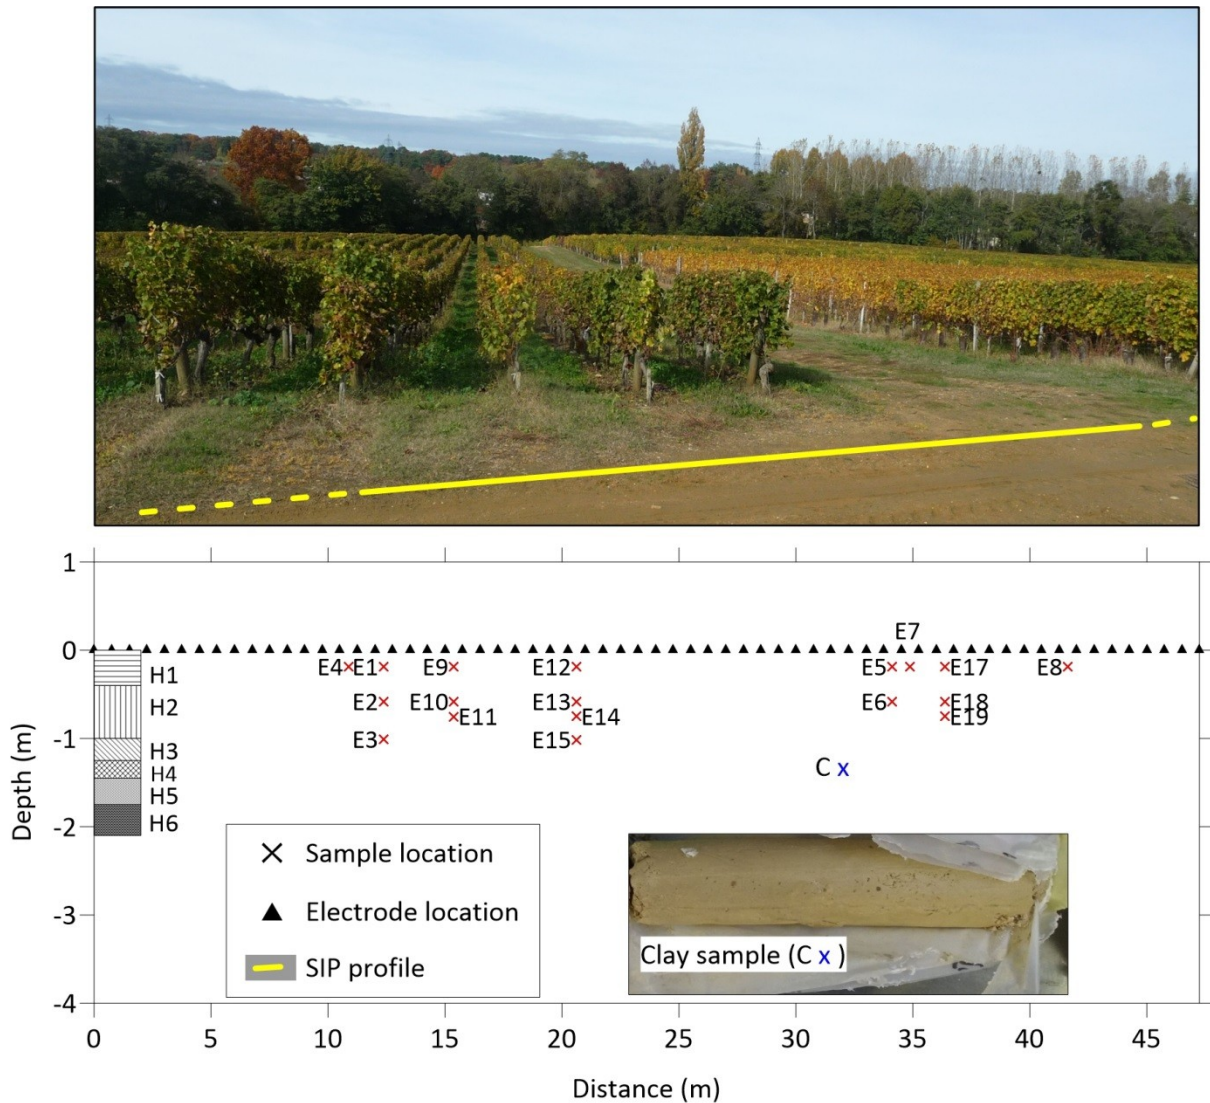 1
0
-1
-2
-3
-4
Depth (m)
H1
H2
H3
H4
H5
H6
E7
E4 E1 E9 E12 E5 E17 E8
E2 E10 E13 E6 E18
E11 E14 E19
E3 E15
C x
Sample location
Electrode location
SIP profile
Clay sample (C x )
0 5 10 15 20 25 30 35 40 45
Distance (m)